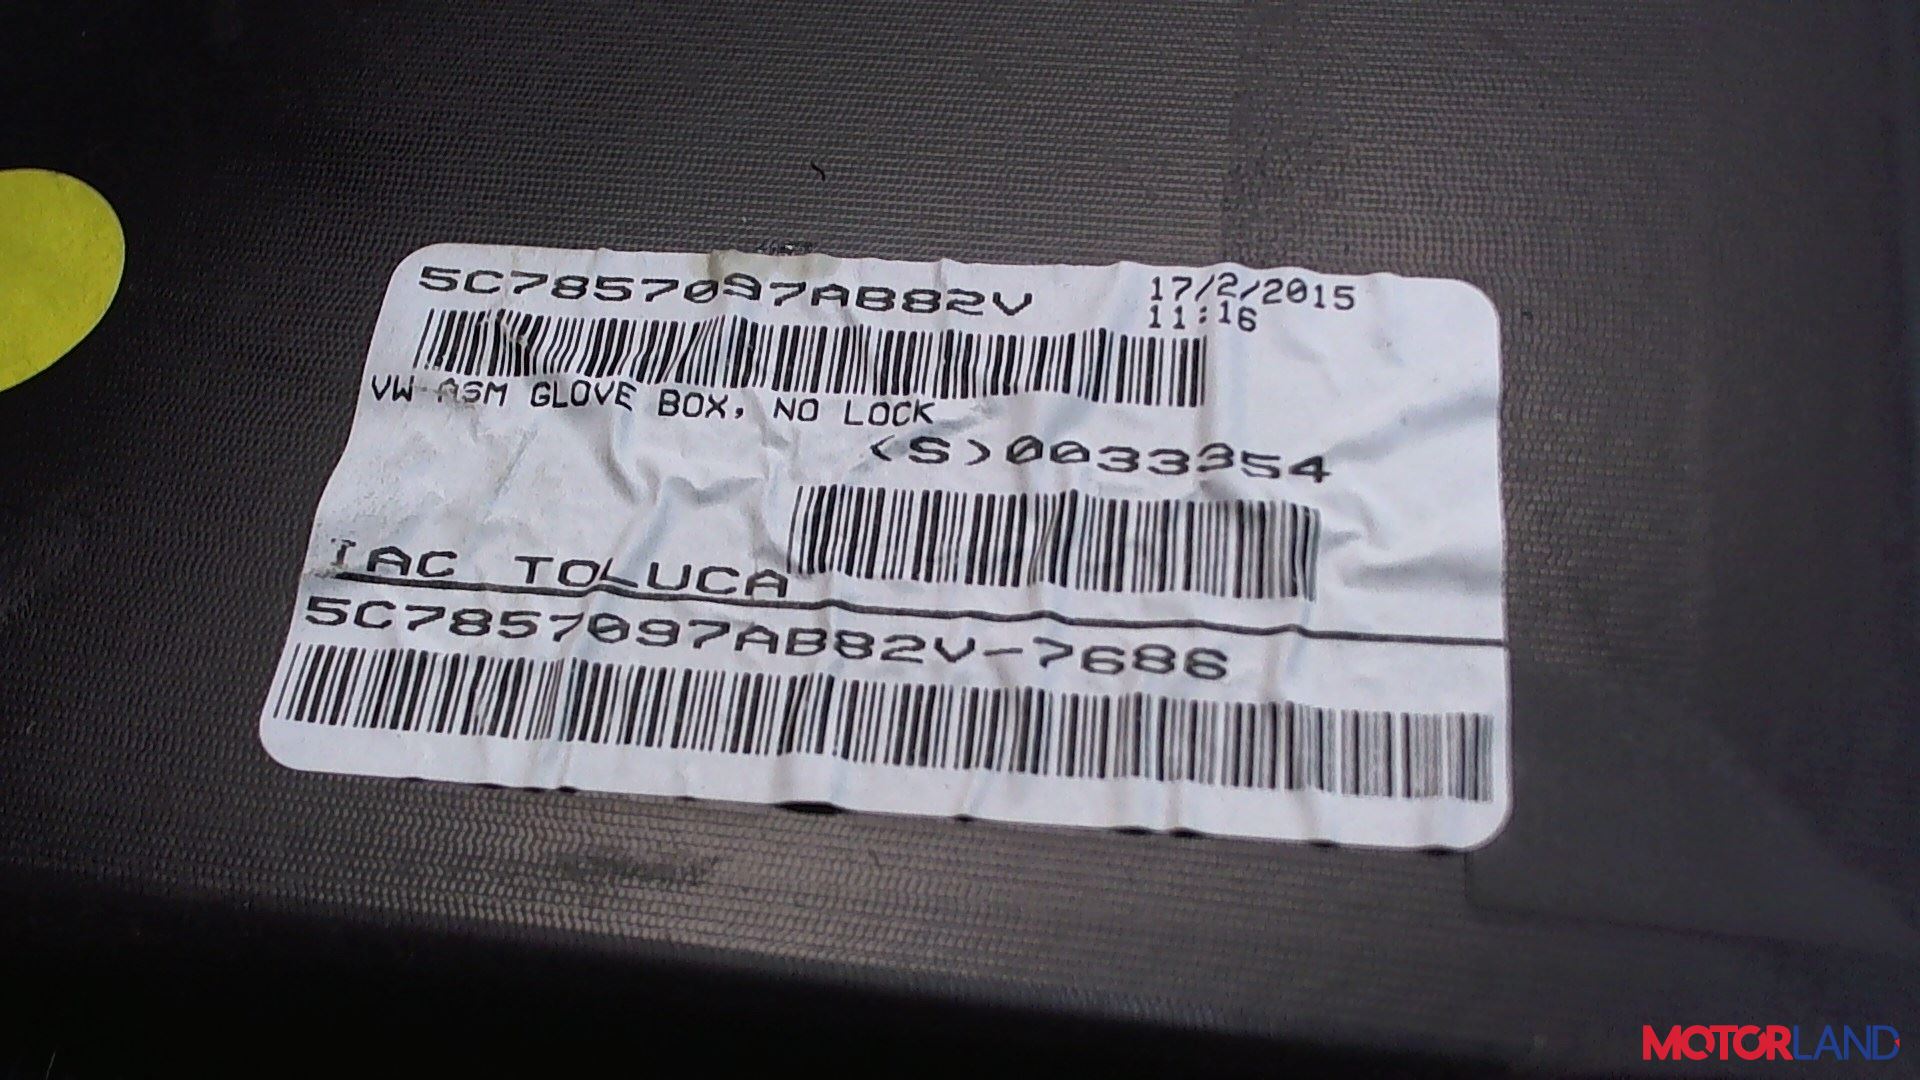 5C7857097AB82V
17/2/2015
11:16
VW ASM GLOVE BOX, NO LOCK
(S)0033354
IAC TOLUCA
5C7857097AB82V-7686
MOTORLAND